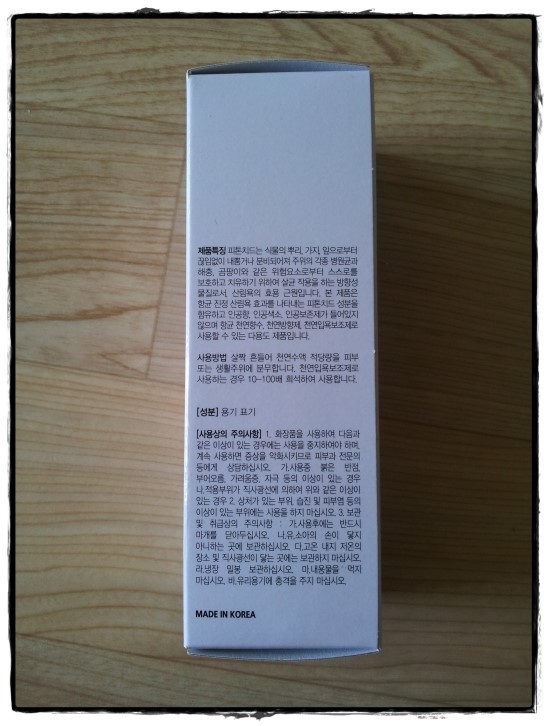 제품특징 피톤치드는 식물의 뿌리, 가지, 잎으로부터
끊임없이 내뿜거나 분비되어져 주위의 각종 병원균과
해충, 곰팡이와 같은 위험요소로부터 스스로를
보호하고 치유하기 위하여 살균 작용을 하는 방향성
물질로서, 산림욕의 효용 근원입니다. 본 제품은
항균 진정 산림욕 효과를 나타내는 피톤치드 성분을
함유하고 인공향, 인공색소, 인공보존제가 들어있지
않으며 항균 천연향수, 천연방향제, 천연입욕보조제로
사용할 수 있는 다용도 제품입니다.
사용방법 살짝 흔들어 천연수액 적당량을 피부
또는 생활주위에 분무합니다. 천연입욕보조제로
사용하는 경우 10~100배 희석하여 사용합니다.
[성분] 용기 표기
[사용상의 주의사항] 1. 화장품을 사용하여 다음과
같은 이상이 있는 경우에는 사용을 중지하여야 하며,
계속 사용하면 증상을 악화시키므로 피부과 전문의
등에게 상담하십시오. 가.사용중 붉은 반점,
부어오름, 가려움증, 자극 등의 이상이 있는 경우
나.적용부위가 직사광선에 의하여 위와 같은 이상이
있는 경우 2. 상처가 있는 부위, 습진 및 피부염 등의
이상이 있는 부위에는 사용을 하지 마십시오. 3. 보관
및 취급상의 주의사항 : 가.사용후에는 반드시
마개를 닫아두십시오. 나.유.소아의 손이 닿지
아니하는 곳에 보관하십시오. 다.고온 내지 저온의
장소 및 직사광선이 닿는 곳에는 보관하지 마십시오.
라.냉장 밀봉 보관하십시오. 마.내용물을 먹지
마십시오. 바.유리용기에 충격을 주지 마십시오.
MADE IN KOREA